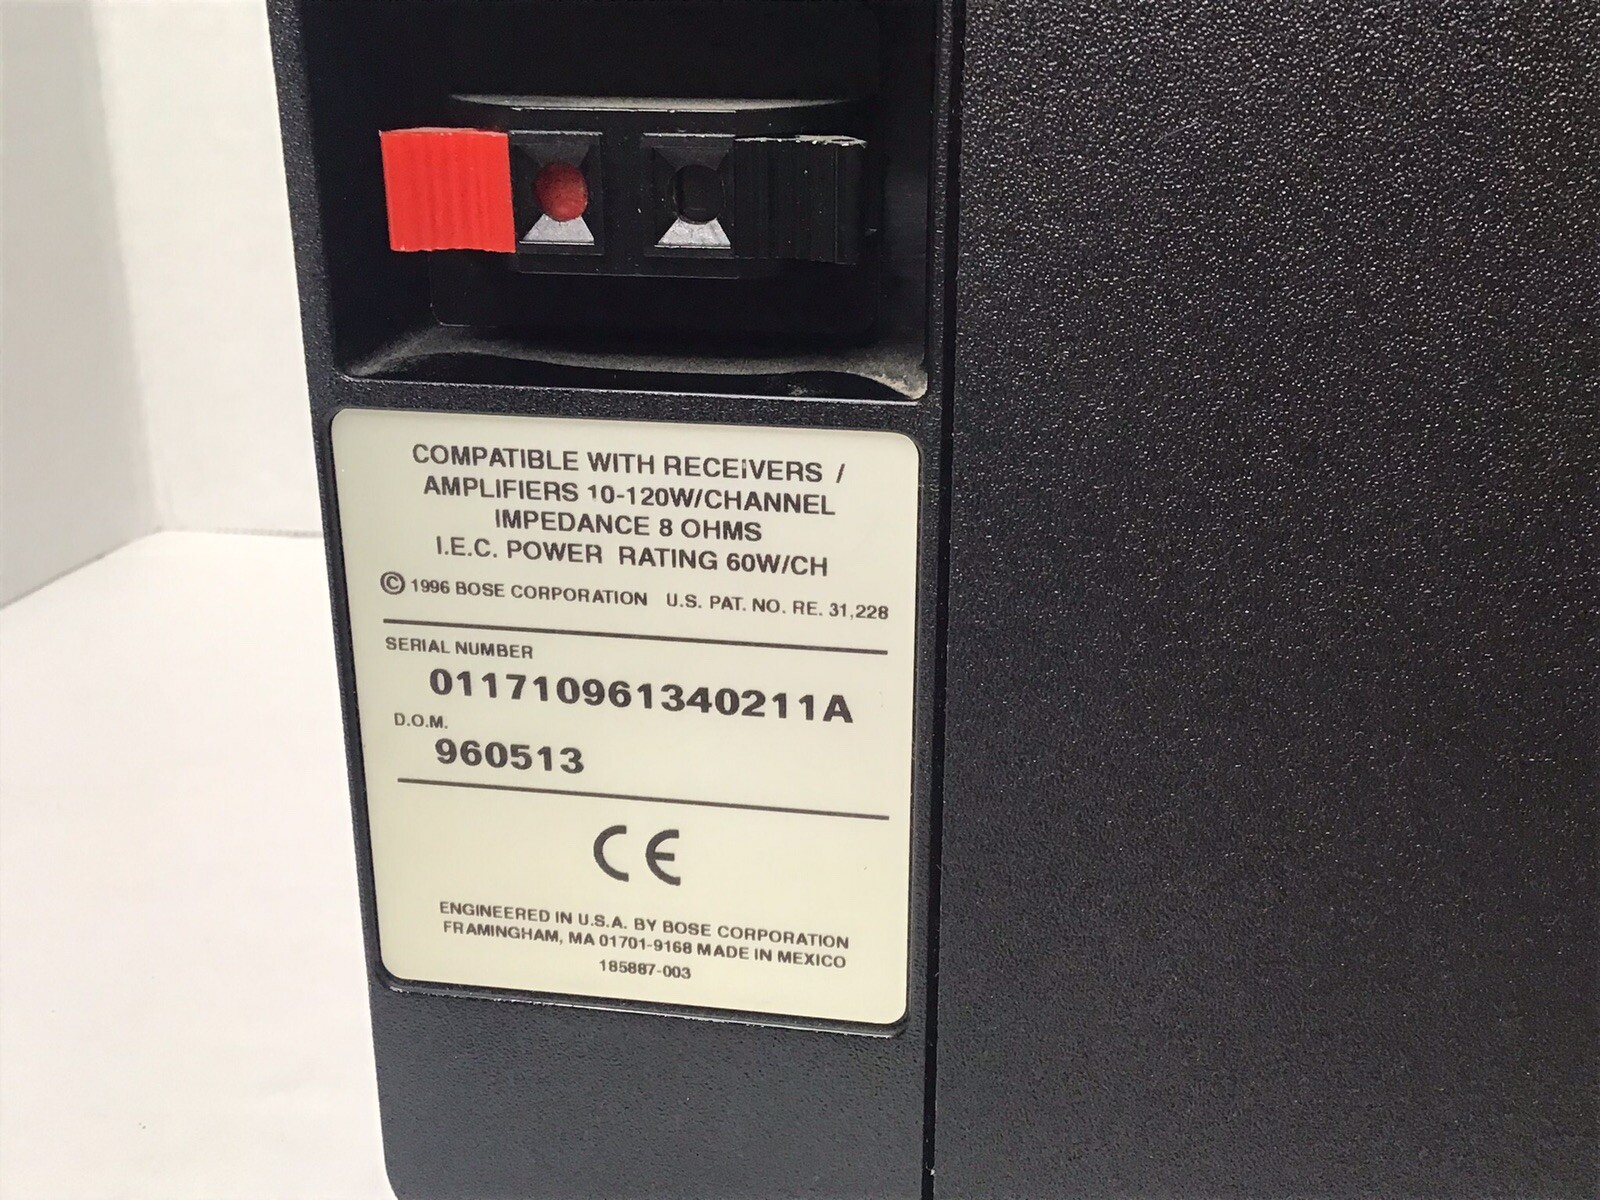 COMPATIBLE WITH RECEIVERS /
AMPLIFIERS 10-120W/CHANNEL
IMPEDANCE 8 OHMS
I.E.C. POWER RATING 60W/CH
© 1996 BOSE CORPORATION U.S. PAT. NO. RE. 31,228
SERIAL NUMBER
011710961340211A
D.O.M.
960513
CE
ENGINEERED IN U.S.A. BY BOSE CORPORATION
FRAMINGHAM, MA 01701-9168 MADE IN MEXICO
185887-003